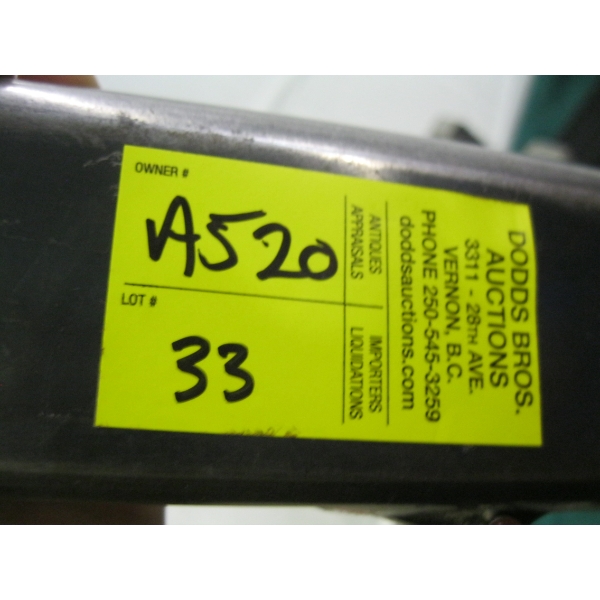 OWNER #
A520
LOT #
33
ANTIQUES
APPRAISALS
IMPORTERS
LIQUIDATIONS
DODDS BROS.
AUCTIONS
3311 - 28TH AVE.
VERNON, B.C.
PHONE 250-545-3259
doddsauctions.com